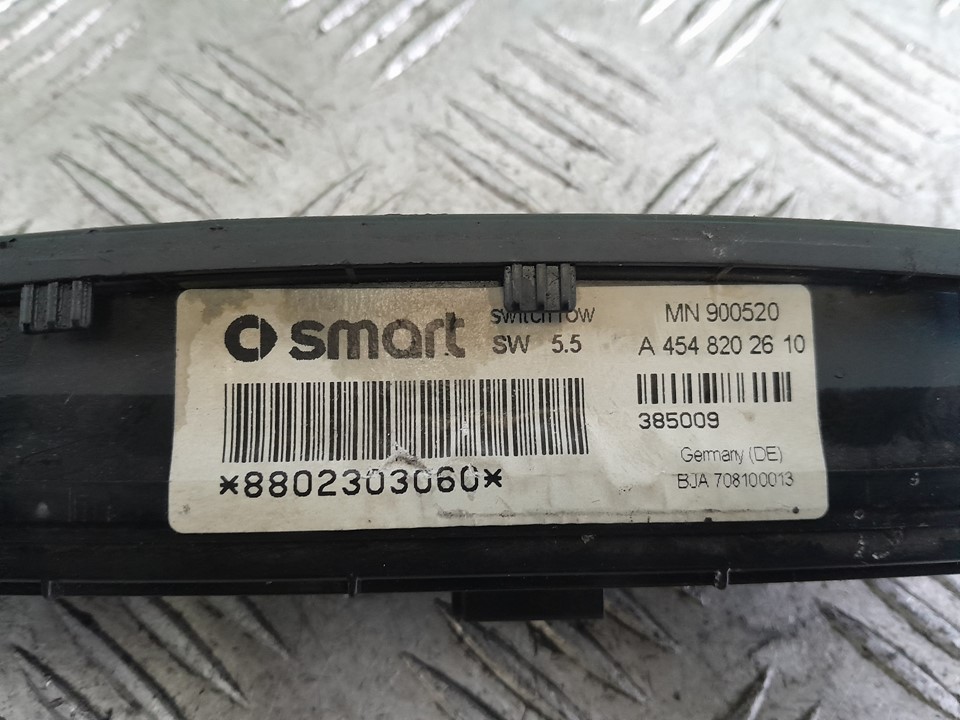 smart
switch row
SW 5.5
MN 900520
A 454 820 26 10
385009
*8802303060*
Germany (DE)
BJA 708100013